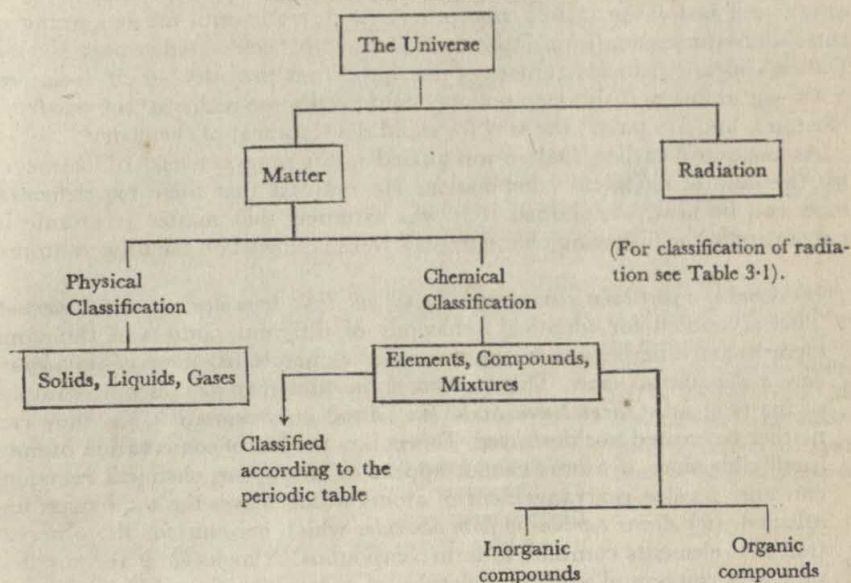 The Universe
Matter
Radiation
(For classification of radia-
tion see Table 3·1).
Physical
Classification
Chemical
Classification
Solids, Liquids, Gases
Elements, Compounds,
Mixtures
Classified
according to the
periodic table
Inorganic
compounds
Organic
compounds